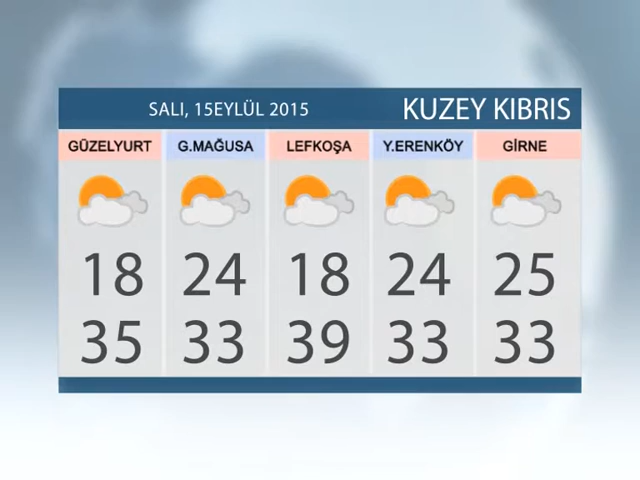 SALI, 15EYLÜL 2015 KUZEY KIBRIS
GÜZELYURT G.MAĞUSA LEFKOŞA Y.ERENKÖY GİRNE
18 24 18 24 25
35 33 39 33 33